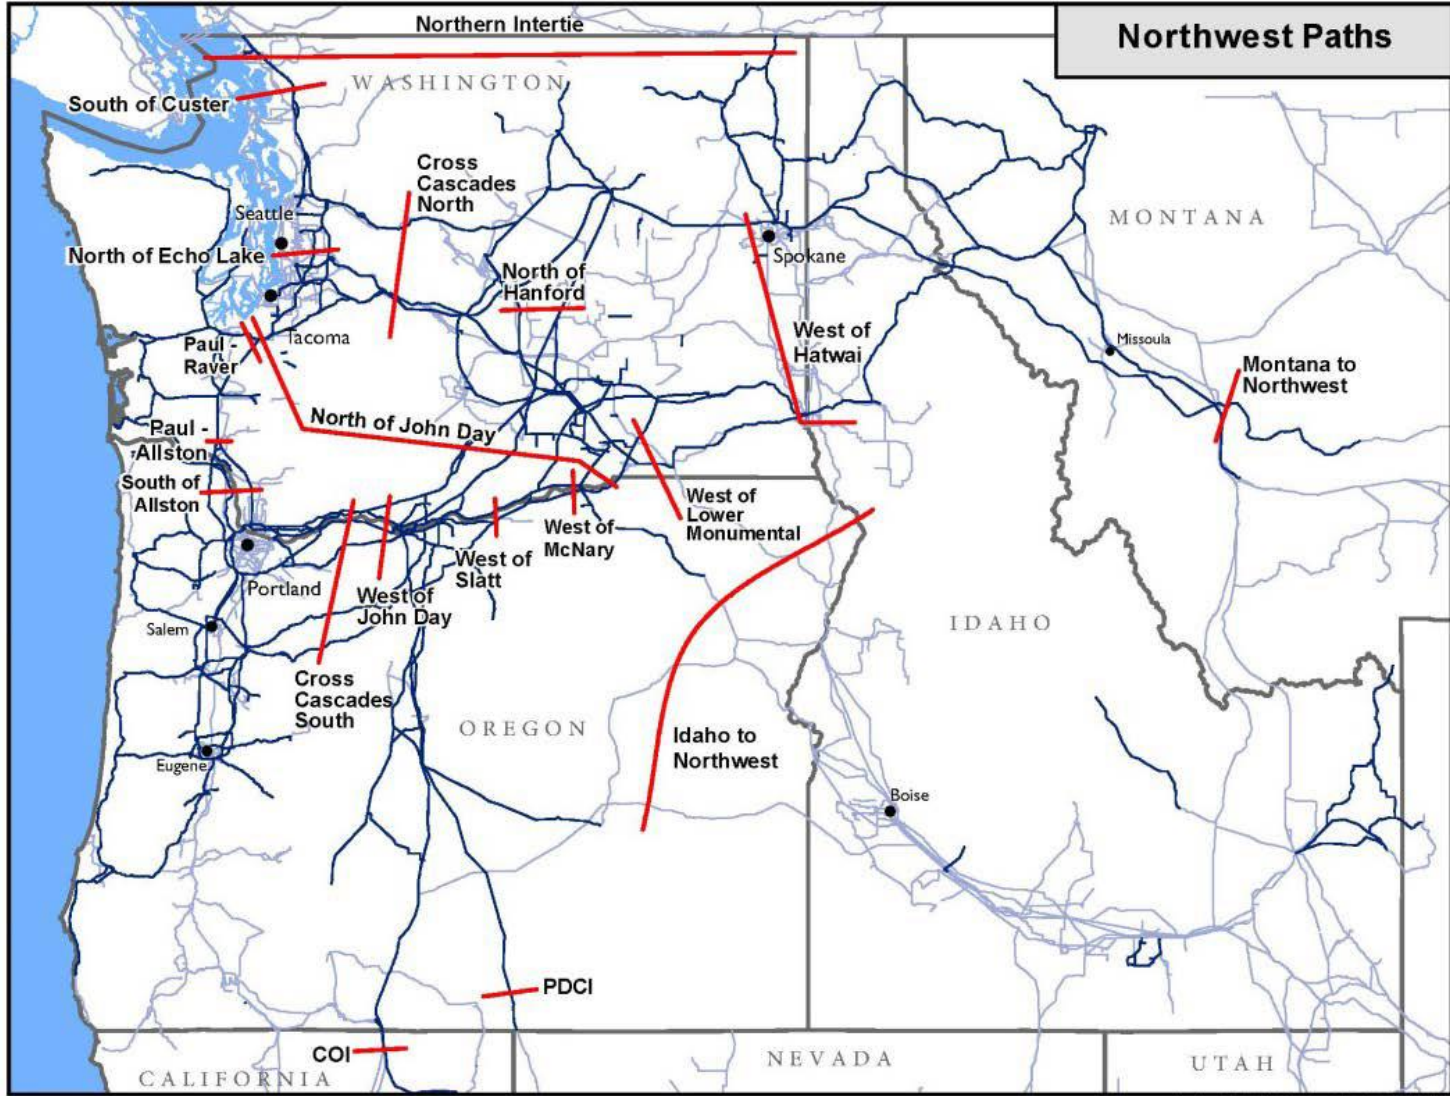 Northwest Paths
Northern Intertie
WASHINGTON
South of Custer
Cross
Cascades
North
Seattle
MONTANA
North of Echo Lake
Spokane
North of
Hanford
Tacoma
Paul -
Raver
West of
Hatwai
Missoula
Montana to
Northwest
North of John Day
Paul -
Allston
South of
Allston
West of
Lower
Monumental
West of
McNary
West of
Slatt
Portland
West of
John Day
Salem
IDAHO
Cross
Cascades
South
OREGON
Idaho to
Northwest
Eugene
Boise
PDCI
COI
CALIFORNIA
NEVADA
UTAH